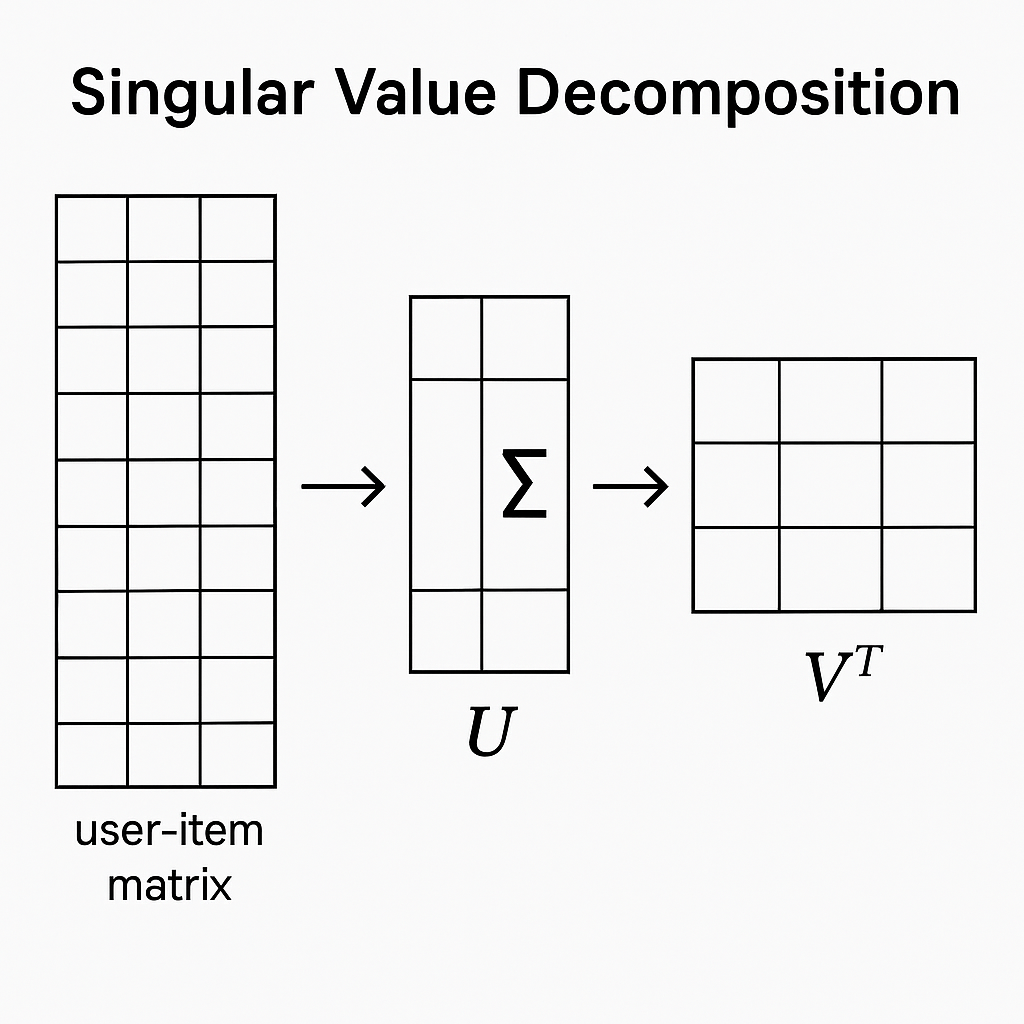 Singular Value Decomposition
Σ
U
V^T
user-item
matrix